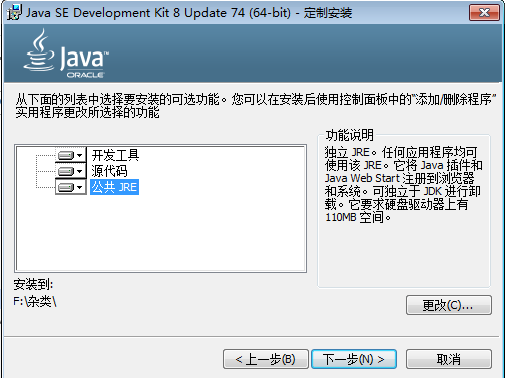 Java SE Development Kit 8 Update 74 (64-bit) - 定制安装
Java
ORACLE
从下面的列表中选择要安装的可选功能。您可以在安装后使用控制面板中的“添加/删除程序”
实用程序更改所选择的功能
开发工具
源代码
公共 JRE
功能说明
独立 JRE。任何应用程序均可
使用该 JRE。它将 Java 插件和
Java Web Start 注册到浏览器
和系统。可独立于 JDK 进行卸
载。它要求硬盘驱动器上有
110MB 空间。
安装到:
F:\杂类\
更改(C)...
< 上一步(B)
下一步(N) >
取消